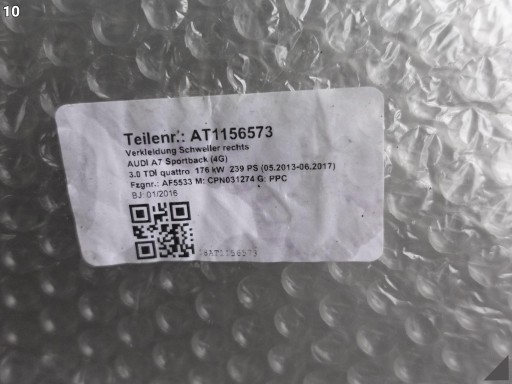 10
Teilenr.: AT1156573
Verkleidung Schweller rechts
AUDI A7 Sportback (4G)
3.0 TDI quattro 176 kW 239 PS (05.2013-06.2017)
Fzgnr.: AF5533 M: CPN031274 G: PPC
BJ: 01/2016